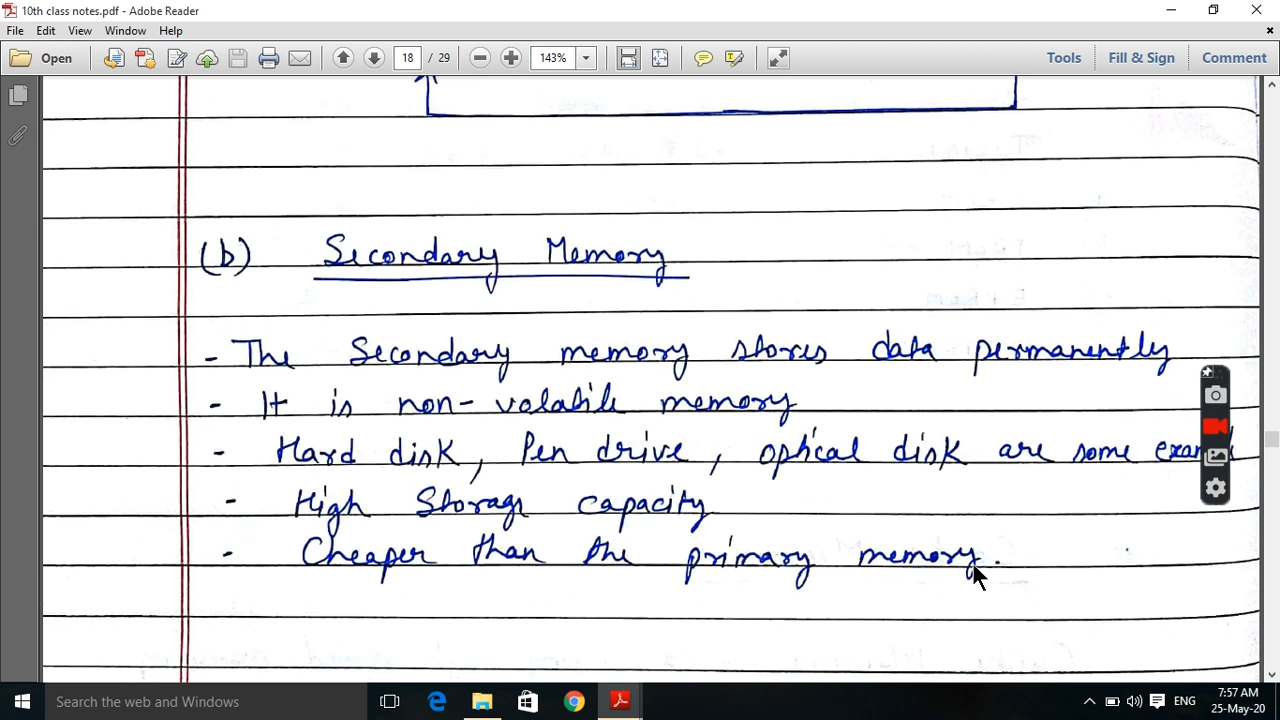 10th class notes.pdf - Adobe Reader
File Edit View Window Help
Open 18 / 29 143% Tools Fill & Sign Comment
(b) Secondary Memory
- The Secondary memory stores data permanently
- It is non-volatile memory
- Hard disk, Pen drive, optical disk are some exam
- High Storage capacity
- Cheaper than the primary memory.
Search the web and Windows
ENG
7:57 AM
25-May-20